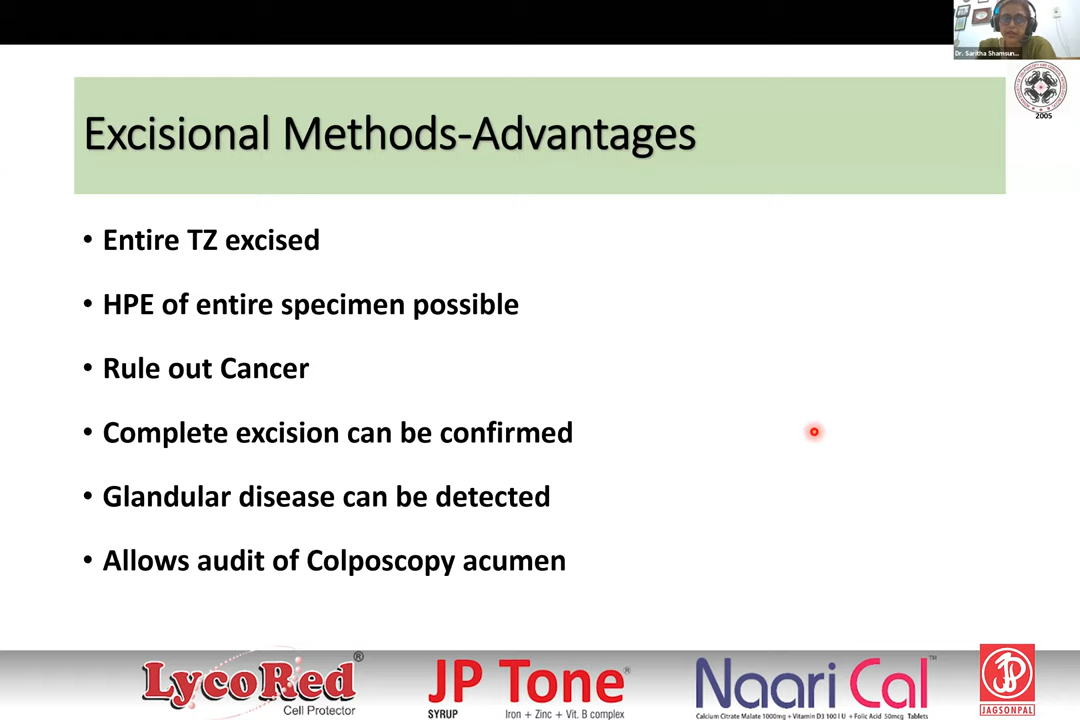 Dr. Saritha Shamsun...
2005
Excisional Methods-Advantages
• Entire TZ excised
• HPE of entire specimen possible
• Rule out Cancer
• Complete excision can be confirmed
• Glandular disease can be detected
• Allows audit of Colposcopy acumen
LycoRed®
Cell Protector
JP Tone®
SYRUP Iron + Zinc + Vit. B complex
Naari Cal™
Calcium Citrate Malate 1000mg + Vitamin D3 100 I U + Folic Acid 50mcg Tablets
JAGSONPAL